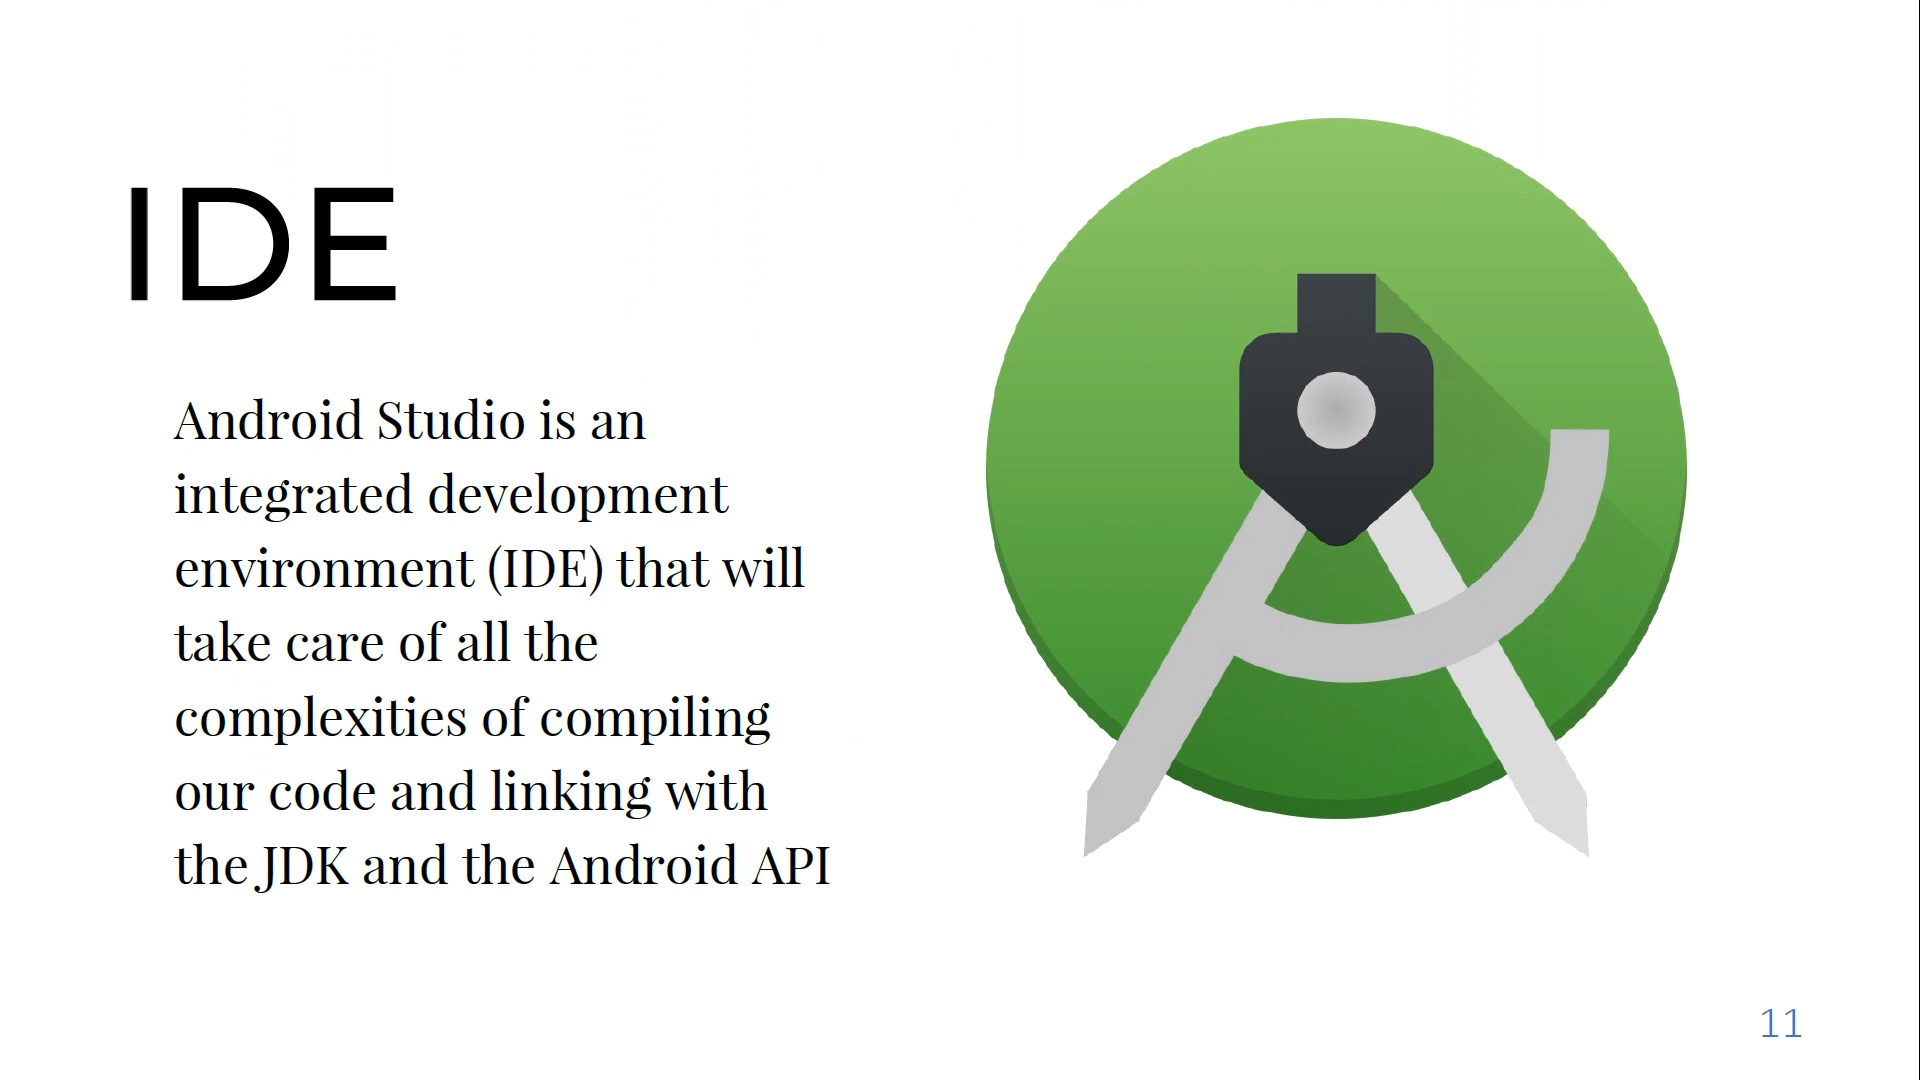 IDE
Android Studio is an
integrated development
environment (IDE) that will
take care of all the
complexities of compiling
our code and linking with
the JDK and the Android API
11